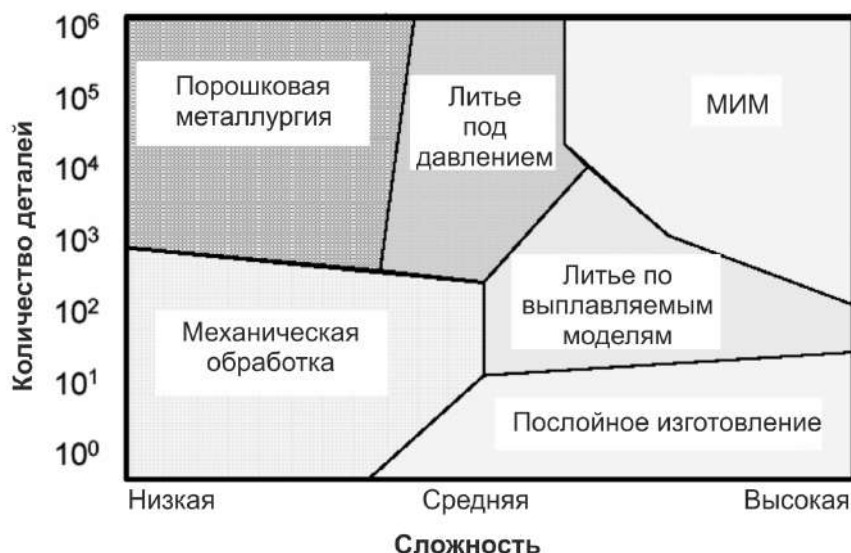 10⁶
10⁵
10⁴
10³
10²
10¹
10⁰
Количество деталей
Порошковая
металлургия
Литье
под
давлением
МИМ
Механическая
обработка
Литье по
выплавляемым
моделям
Послойное изготовление
Низкая
Средняя
Высокая
Сложность